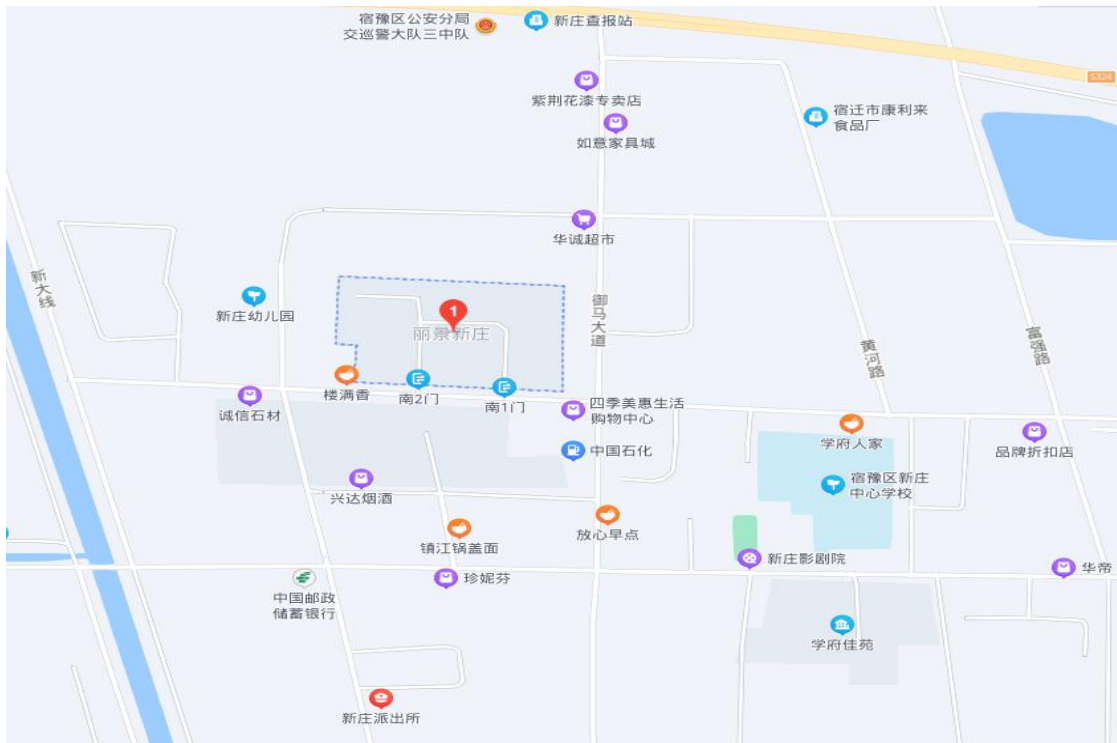 宿豫区公安分局
交巡警大队三中队
新庄查报站
S324
紫荆花漆专卖店
宿迁市康利来
食品厂
如意家具城
华诚超市
新大线
新庄幼儿园
1
丽景新庄
御马大道
黄河路
富强路
楼满香
南2门
南1门
诚信石材
四季美惠生活
购物中心
学府人家
中国石化
品牌折扣店
兴达烟酒
宿豫区新庄
中心学校
镇江锅盖面
放心早点
新庄影剧院
中国邮政
储蓄银行
珍妮芬
华帝
学府佳苑
新庄派出所